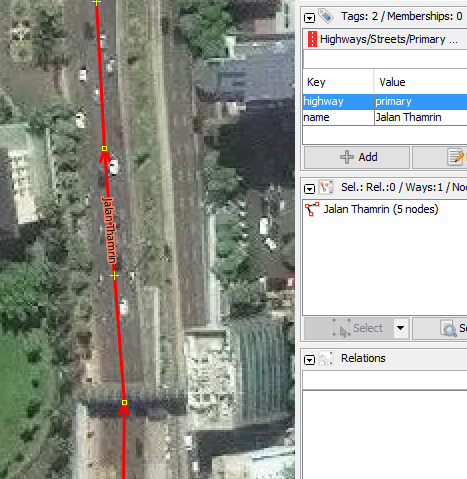 Tags: 2 / Memberships: 0
Highways/Streets/Primary ...
Key Value
highway primary
name Jalan Thamrin
Add
Sel.: Rel.:0 / Ways:1 / No
Jalan Thamrin (5 nodes)
Select
Se
Relations
Jalan Thamrin